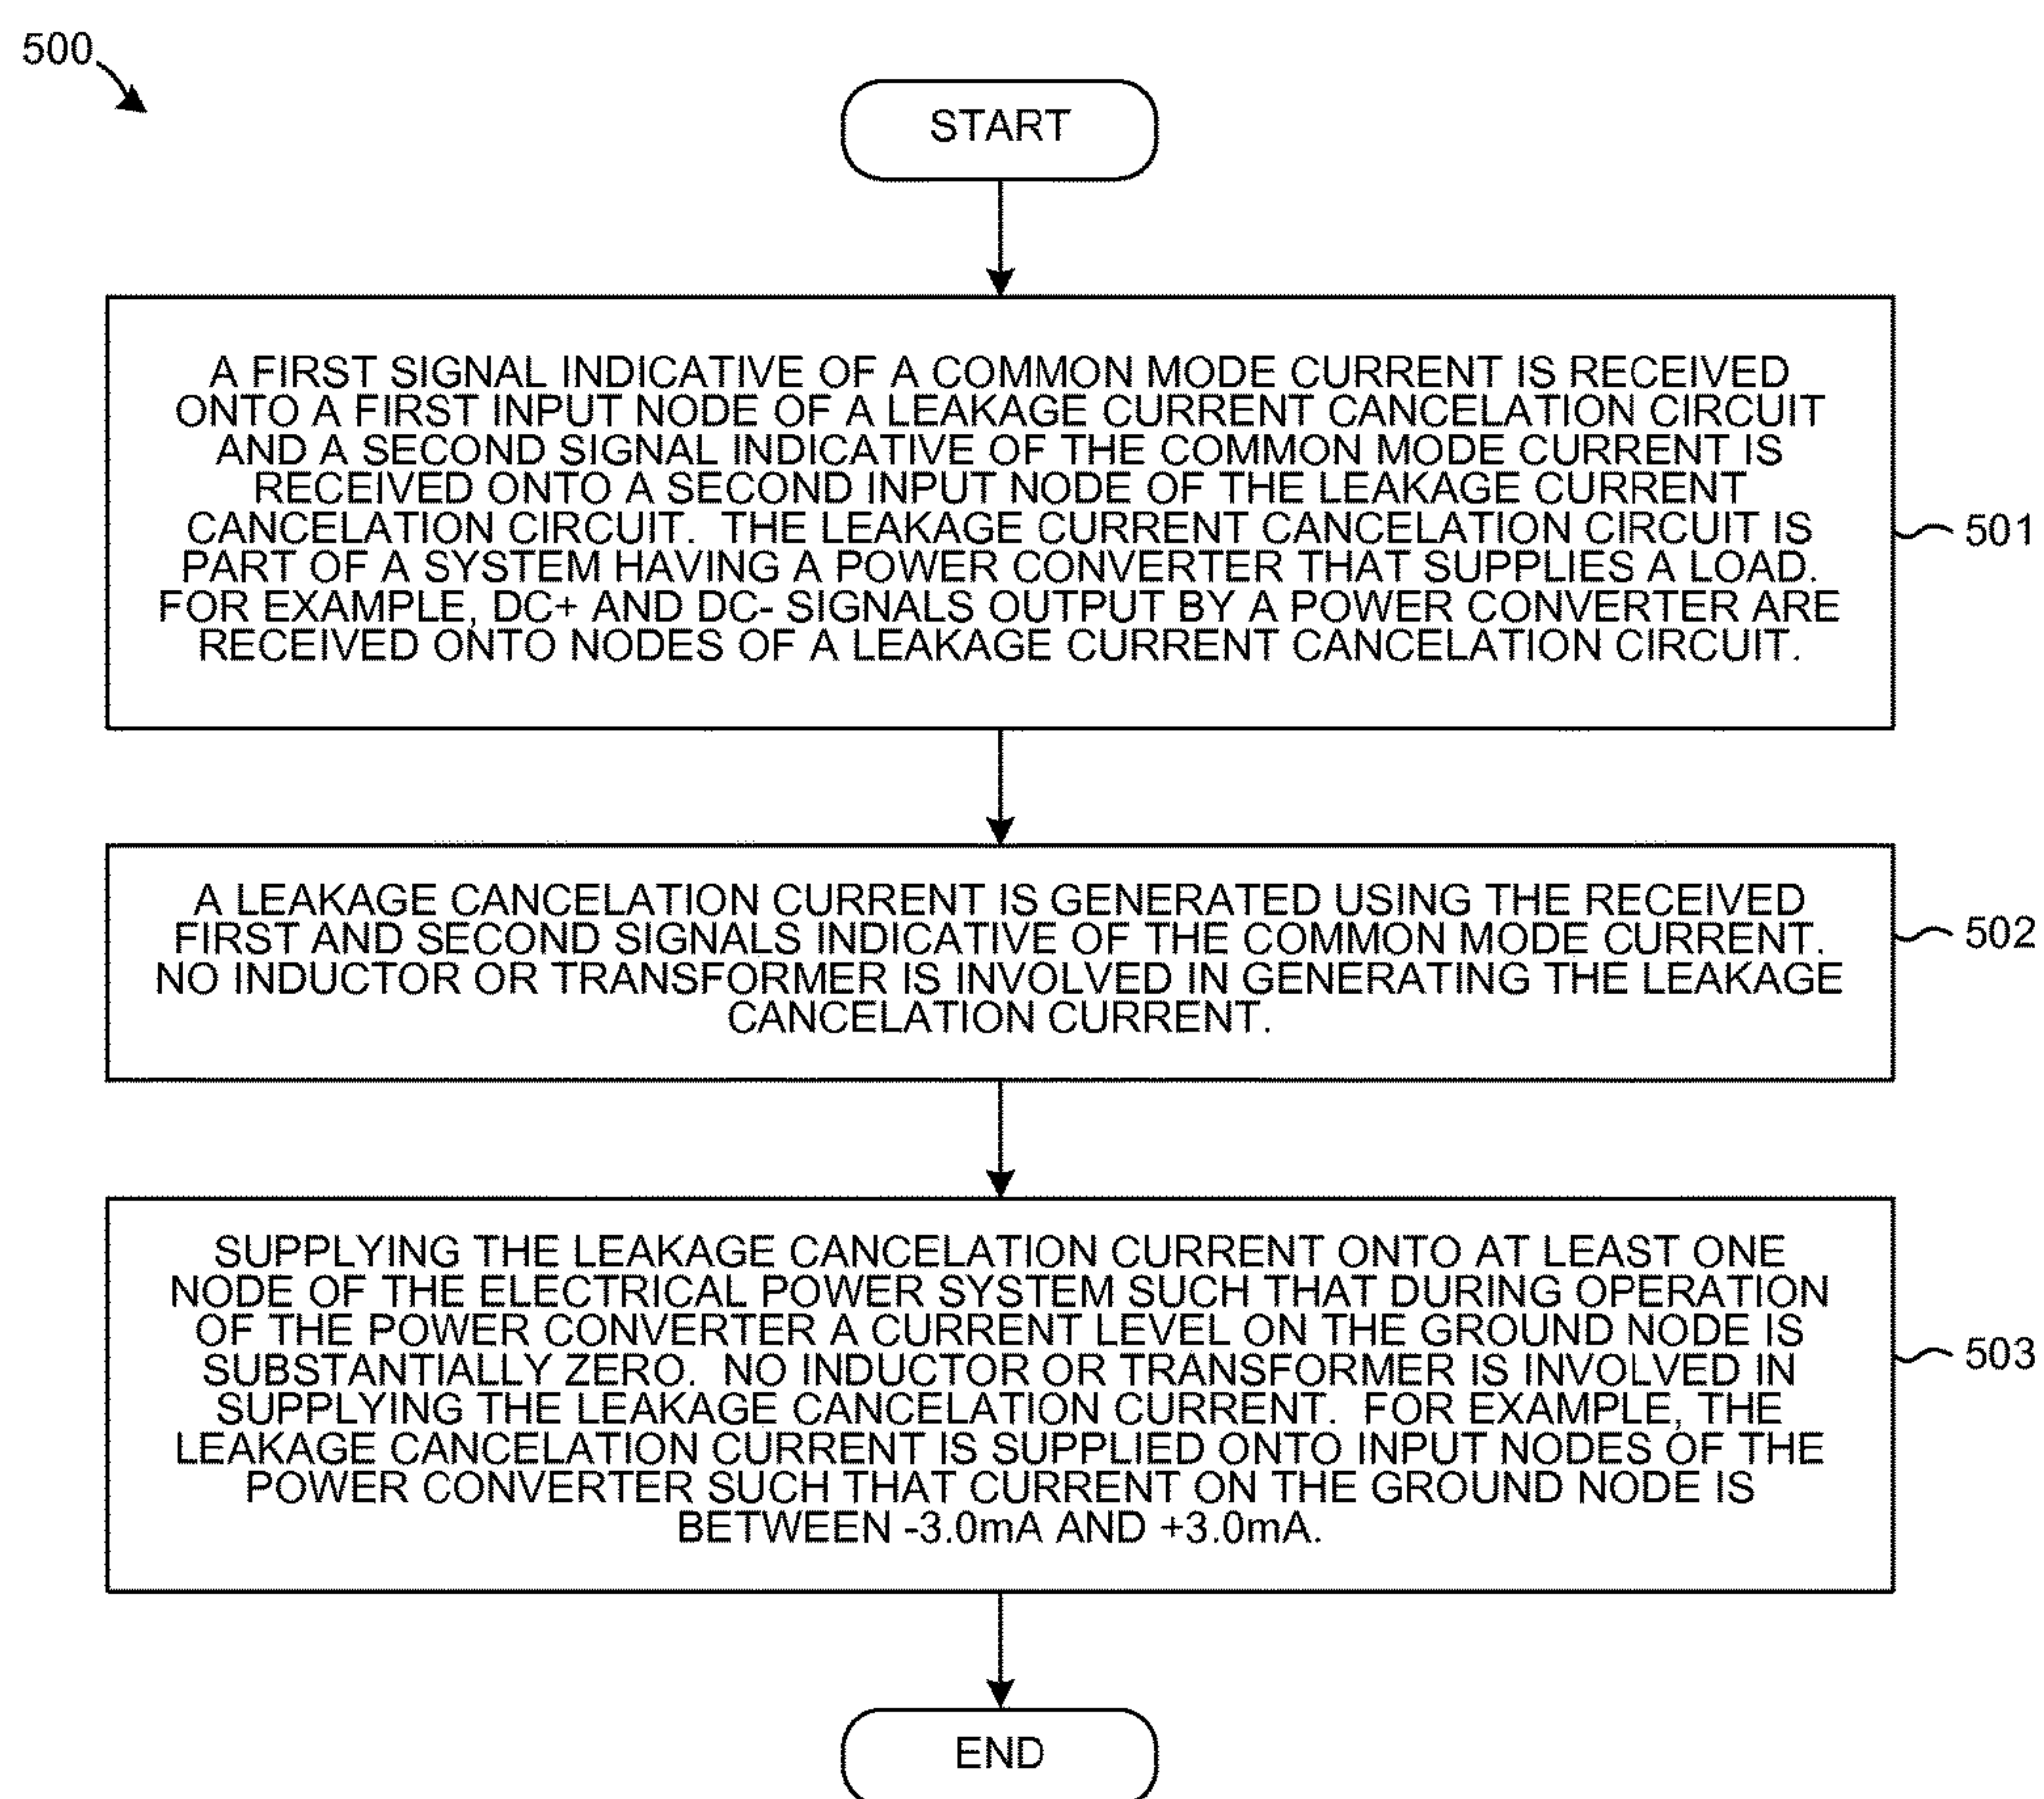 500
START
A FIRST SIGNAL INDICATIVE OF A COMMON MODE CURRENT IS RECEIVED
ONTO A FIRST INPUT NODE OF A LEAKAGE CURRENT CANCELATION CIRCUIT
AND A SECOND SIGNAL INDICATIVE OF THE COMMON MODE CURRENT IS
RECEIVED ONTO A SECOND INPUT NODE OF THE LEAKAGE CURRENT
CANCELATION CIRCUIT. THE LEAKAGE CURRENT CANCELATION CIRCUIT IS
PART OF A SYSTEM HAVING A POWER CONVERTER THAT SUPPLIES A LOAD.
FOR EXAMPLE, DC+ AND DC- SIGNALS OUTPUT BY A POWER CONVERTER ARE
RECEIVED ONTO NODES OF A LEAKAGE CURRENT CANCELATION CIRCUIT.
501
A LEAKAGE CANCELATION CURRENT IS GENERATED USING THE RECEIVED
FIRST AND SECOND SIGNALS INDICATIVE OF THE COMMON MODE CURRENT.
NO INDUCTOR OR TRANSFORMER IS INVOLVED IN GENERATING THE LEAKAGE
CANCELATION CURRENT.
502
SUPPLYING THE LEAKAGE CANCELATION CURRENT ONTO AT LEAST ONE
NODE OF THE ELECTRICAL POWER SYSTEM SUCH THAT DURING OPERATION
OF THE POWER CONVERTER A CURRENT LEVEL ON THE GROUND NODE IS
SUBSTANTIALLY ZERO. NO INDUCTOR OR TRANSFORMER IS INVOLVED IN
SUPPLYING THE LEAKAGE CANCELATION CURRENT. FOR EXAMPLE, THE
LEAKAGE CANCELATION CURRENT IS SUPPLIED ONTO INPUT NODES OF THE
POWER CONVERTER SUCH THAT CURRENT ON THE GROUND NODE IS
BETWEEN -3.0mA AND +3.0mA.
503
END